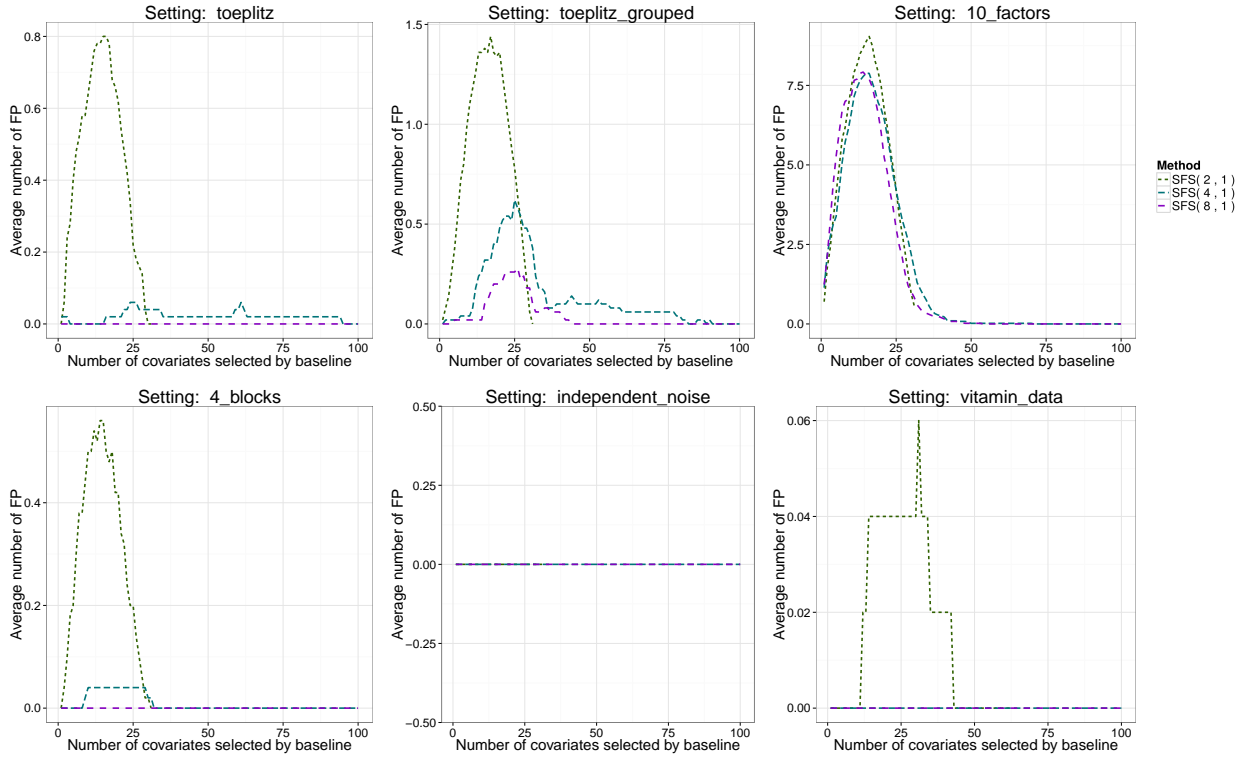 Setting: toeplitz
Average number of FP
0.8
0.6
0.4
0.2
0.0
0
25
50
75
100
Number of covariates selected by baseline
Setting: toeplitz_grouped
Average number of FP
1.5
1.0
0.5
0.0
0
25
50
75
100
Number of covariates selected by baseline
Setting: 10_factors
Average number of FP
7.5
5.0
2.5
0.0
0
25
50
75
100
Number of covariates selected by baseline
Method
SFS( 2 , 1 )
SFS( 4 , 1 )
SFS( 8 , 1 )
Setting: 4_blocks
Average number of FP
0.4
0.2
0.0
0
25
50
75
100
Number of covariates selected by baseline
Setting: independent_noise
Average number of FP
0.50
0.25
0.00
−0.25
−0.50
0
25
50
75
100
Number of covariates selected by baseline
Setting: vitamin_data
Average number of FP
0.06
0.04
0.02
0.00
0
25
50
75
100
Number of covariates selected by baseline